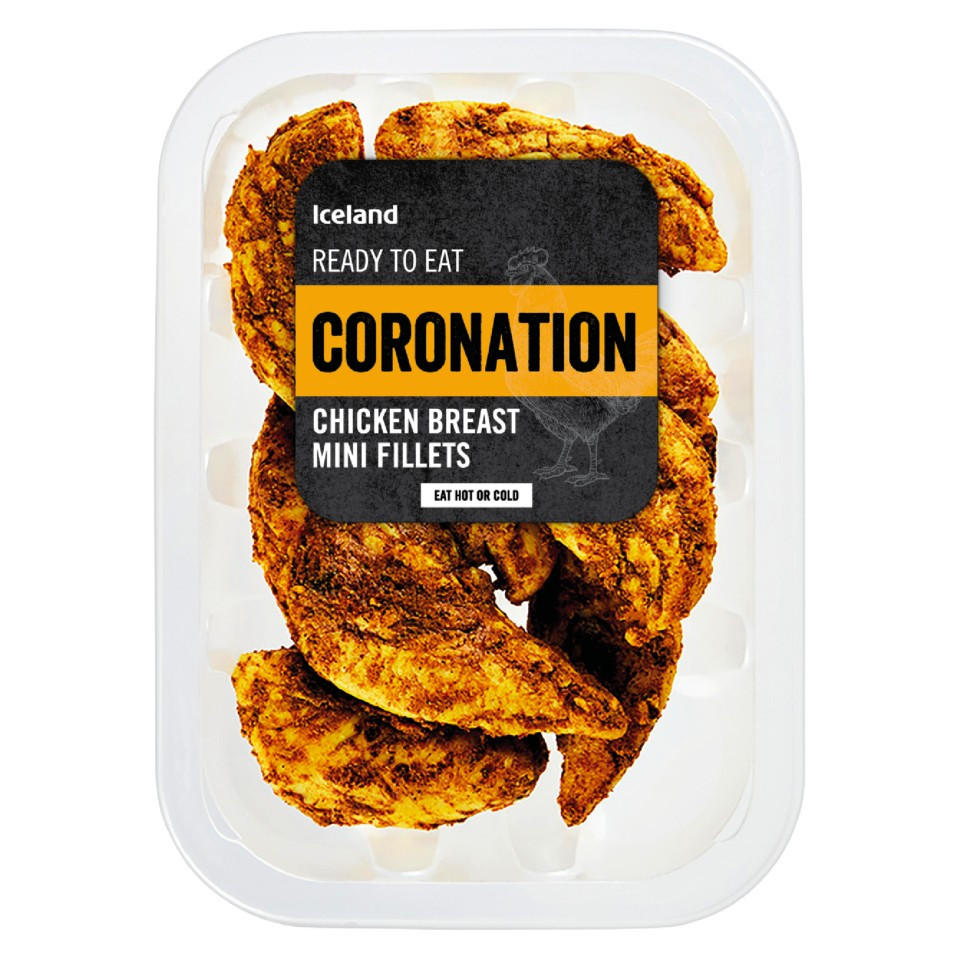 Iceland
READY TO EAT
CORONATION
CHICKEN BREAST
MINI FILLETS
EAT HOT OR COLD